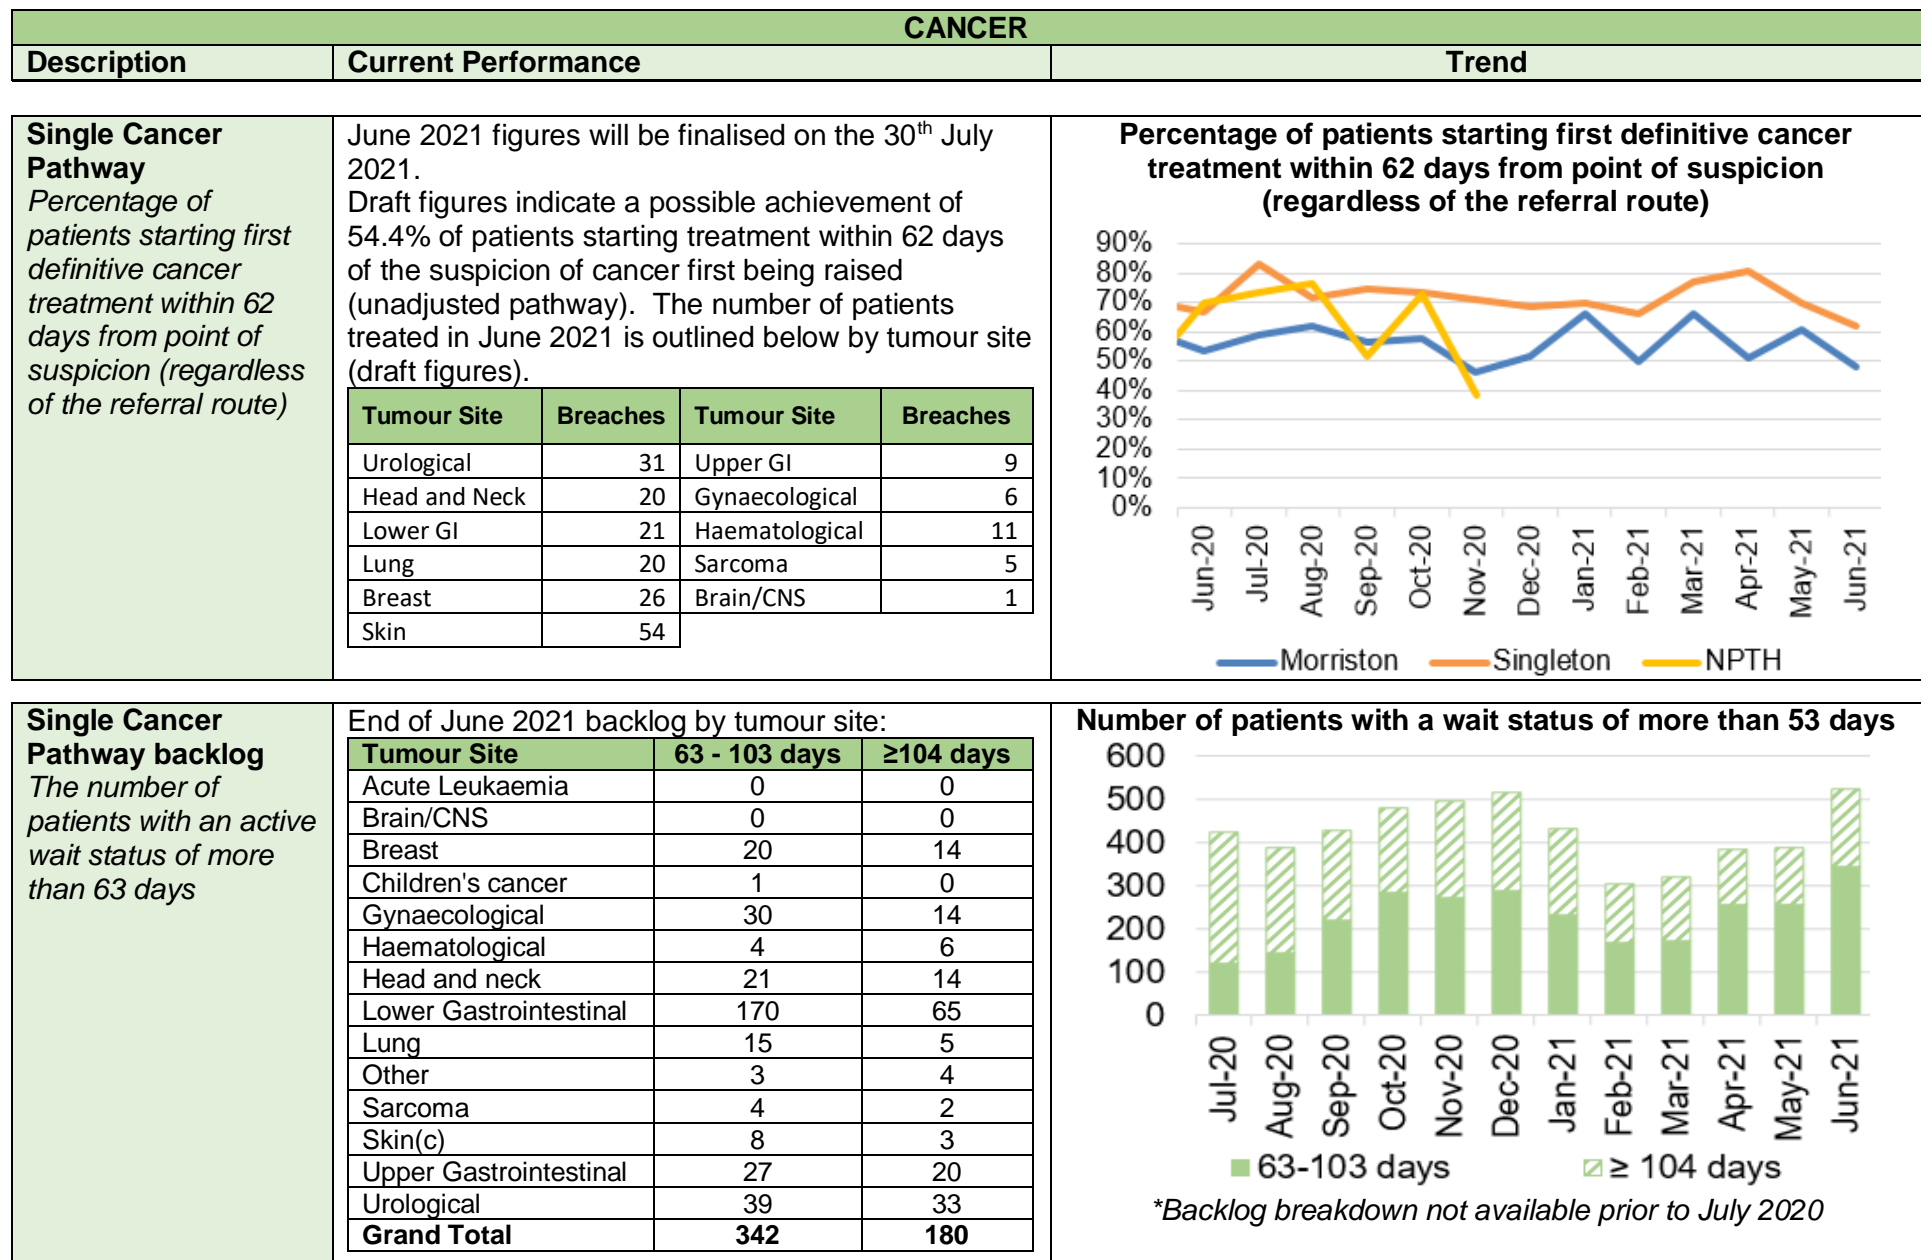 CANCER
Description Current Performance Trend
Single Cancer
Pathway
Percentage of
patients starting first
definitive cancer
treatment within 62
days from point of
suspicion (regardless
of the referral route)
June 2021 figures will be finalised on the 30th July
2021.
Draft figures indicate a possible achievement of
54.4% of patients starting treatment within 62 days
of the suspicion of cancer first being raised
(unadjusted pathway). The number of patients
treated in June 2021 is outlined below by tumour site
(draft figures).
Tumour Site Breaches Tumour Site Breaches
Urological 31 Upper GI 9
Head and Neck 20 Gynaecological 6
Lower GI 21 Haematological 11
Lung 20 Sarcoma 5
Breast 26 Brain/CNS 1
Skin 54
Percentage of patients starting first definitive cancer
treatment within 62 days from point of suspicion
(regardless of the referral route)
90%
80%
70%
60%
50%
40%
30%
20%
10%
0%
Jun-20 Jul-20 Aug-20 Sep-20 Oct-20 Nov-20 Dec-20 Jan-21 Feb-21 Mar-21 Apr-21 May-21 Jun-21
Morriston Singleton NPTH
Single Cancer
Pathway backlog
The number of
patients with an active
wait status of more
than 63 days
End of June 2021 backlog by tumour site:
Tumour Site 63 - 103 days ≥104 days
Acute Leukaemia 0 0
Brain/CNS 0 0
Breast 20 14
Children's cancer 1 0
Gynaecological 30 14
Haematological 4 6
Head and neck 21 14
Lower Gastrointestinal 170 65
Lung 15 5
Other 3 4
Sarcoma 4 2
Skin(c) 8 3
Upper Gastrointestinal 27 20
Urological 39 33
Grand Total 342 180
Number of patients with a wait status of more than 53 days
600
500
400
300
200
100
0
Jul-20 Aug-20 Sep-20 Oct-20 Nov-20 Dec-20 Jan-21 Feb-21 Mar-21 Apr-21 May-21 Jun-21
63-103 days ≥ 104 days
*Backlog breakdown not available prior to July 2020